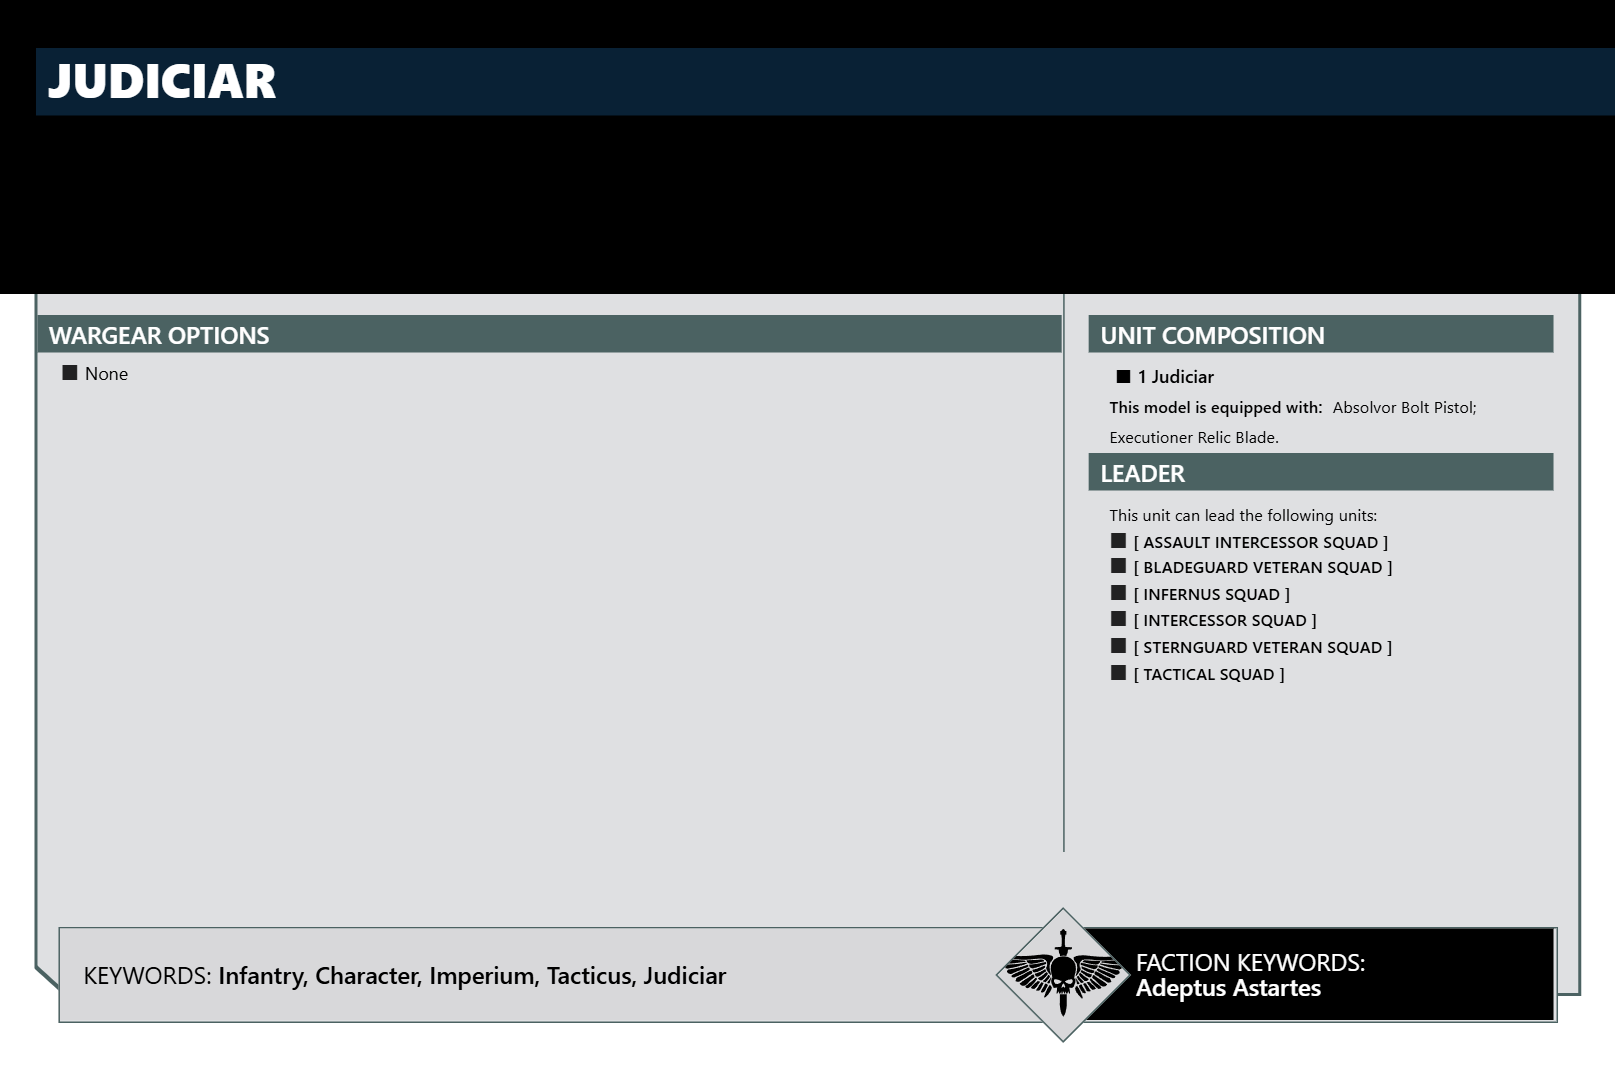 JUDICIAR
WARGEAR OPTIONS
None
UNIT COMPOSITION
1 Judiciar
This model is equipped with: Absolvor Bolt Pistol;
Executioner Relic Blade.
LEADER
This unit can lead the following units:
[ ASSAULT INTERCESSOR SQUAD ]
[ BLADEGUARD VETERAN SQUAD ]
[ INFERNUS SQUAD ]
[ INTERCESSOR SQUAD ]
[ STERNGUARD VETERAN SQUAD ]
[ TACTICAL SQUAD ]
KEYWORDS: Infantry, Character, Imperium, Tacticus, Judiciar
FACTION KEYWORDS:
Adeptus Astartes